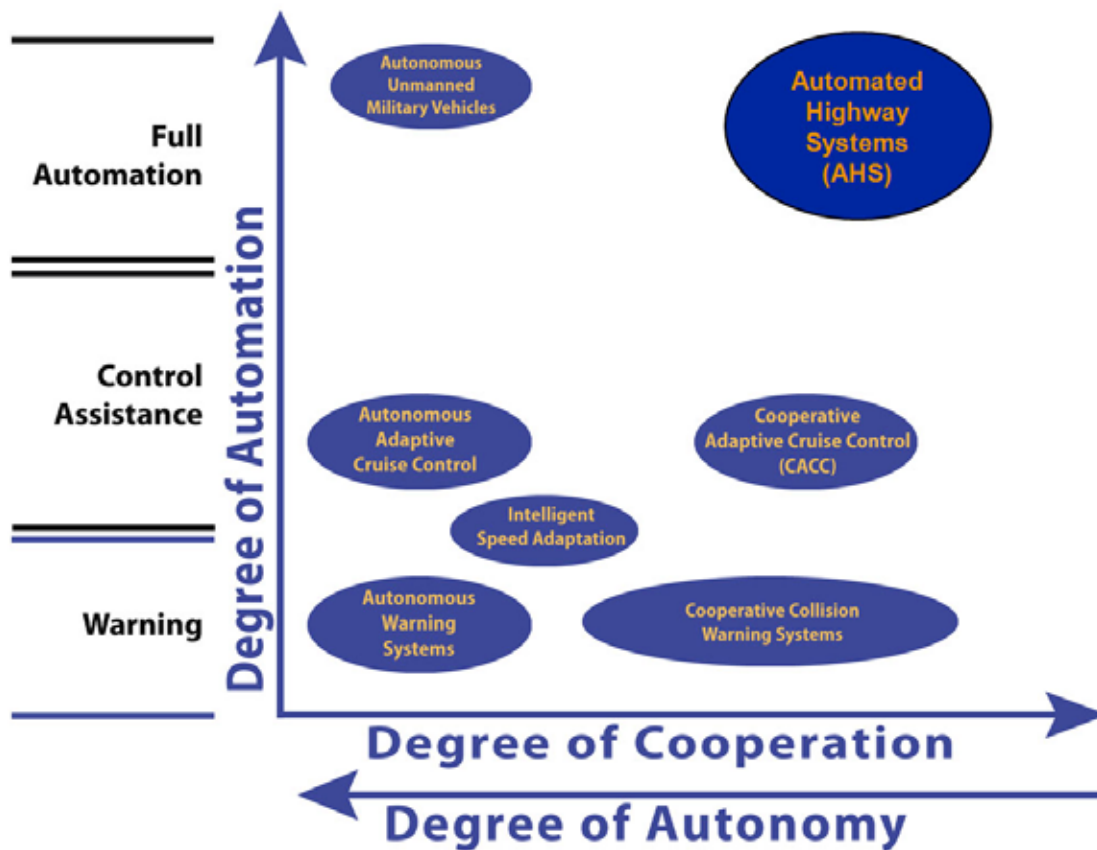 Autonomous
Unmanned
Military Vehicles
Automated
Highway
Systems
(AHS)
Full
Automation
Degree of Automation
Control
Assistance
Autonomous
Adaptive
Cruise Control
Cooperative
Adaptive Cruise Control
(CACC)
Intelligent
Speed Adaptation
Warning
Autonomous
Warning
Systems
Cooperative Collision
Warning Systems
Degree of Cooperation
Degree of Autonomy